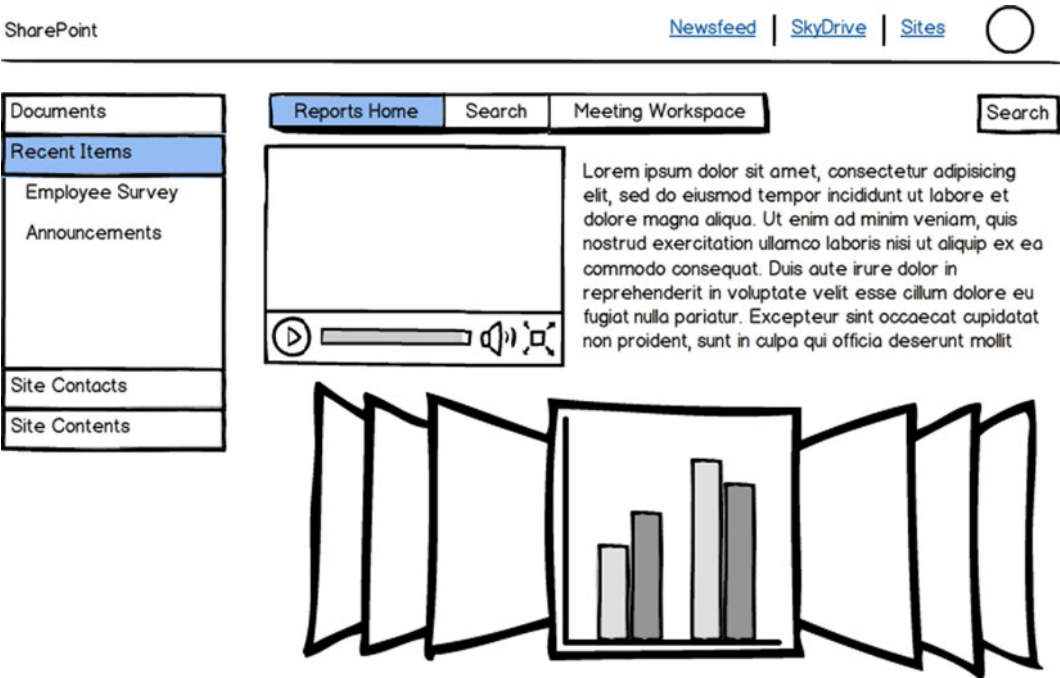 SharePoint
Newsfeed SkyDrive Sites
Documents
Recent Items
Employee Survey
Announcements
Site Contacts
Site Contents
Reports Home Search Meeting Workspace
Search
Lorem ipsum dolor sit amet, consectetur adipisicing
elit, sed do eiusmod tempor incididunt ut labore et
dolore magna aliqua. Ut enim ad minim veniam, quis
nostrud exercitation ullamco laboris nisi ut aliquip ex ea
commodo consequat. Duis aute irure dolor in
reprehenderit in voluptate velit esse cillum dolore eu
fugiat nulla pariatur. Excepteur sint occaecat cupidatat
non proident, sunt in culpa qui officia deserunt mollit